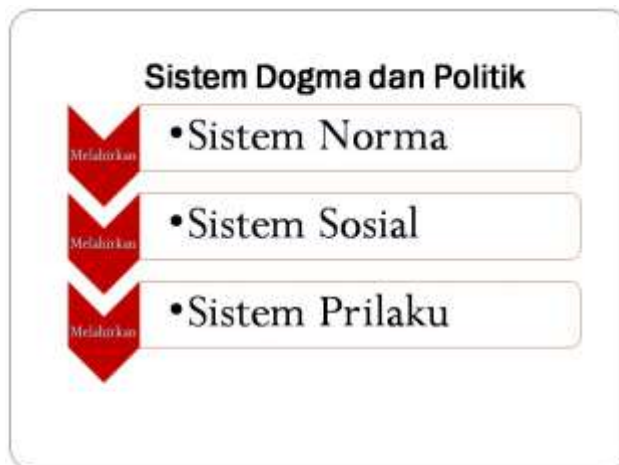 Sistem Dogma dan Politik
Melahirkan
•Sistem Norma
Melahirkan
•Sistem Sosial
Melahirkan
•Sistem Prilaku